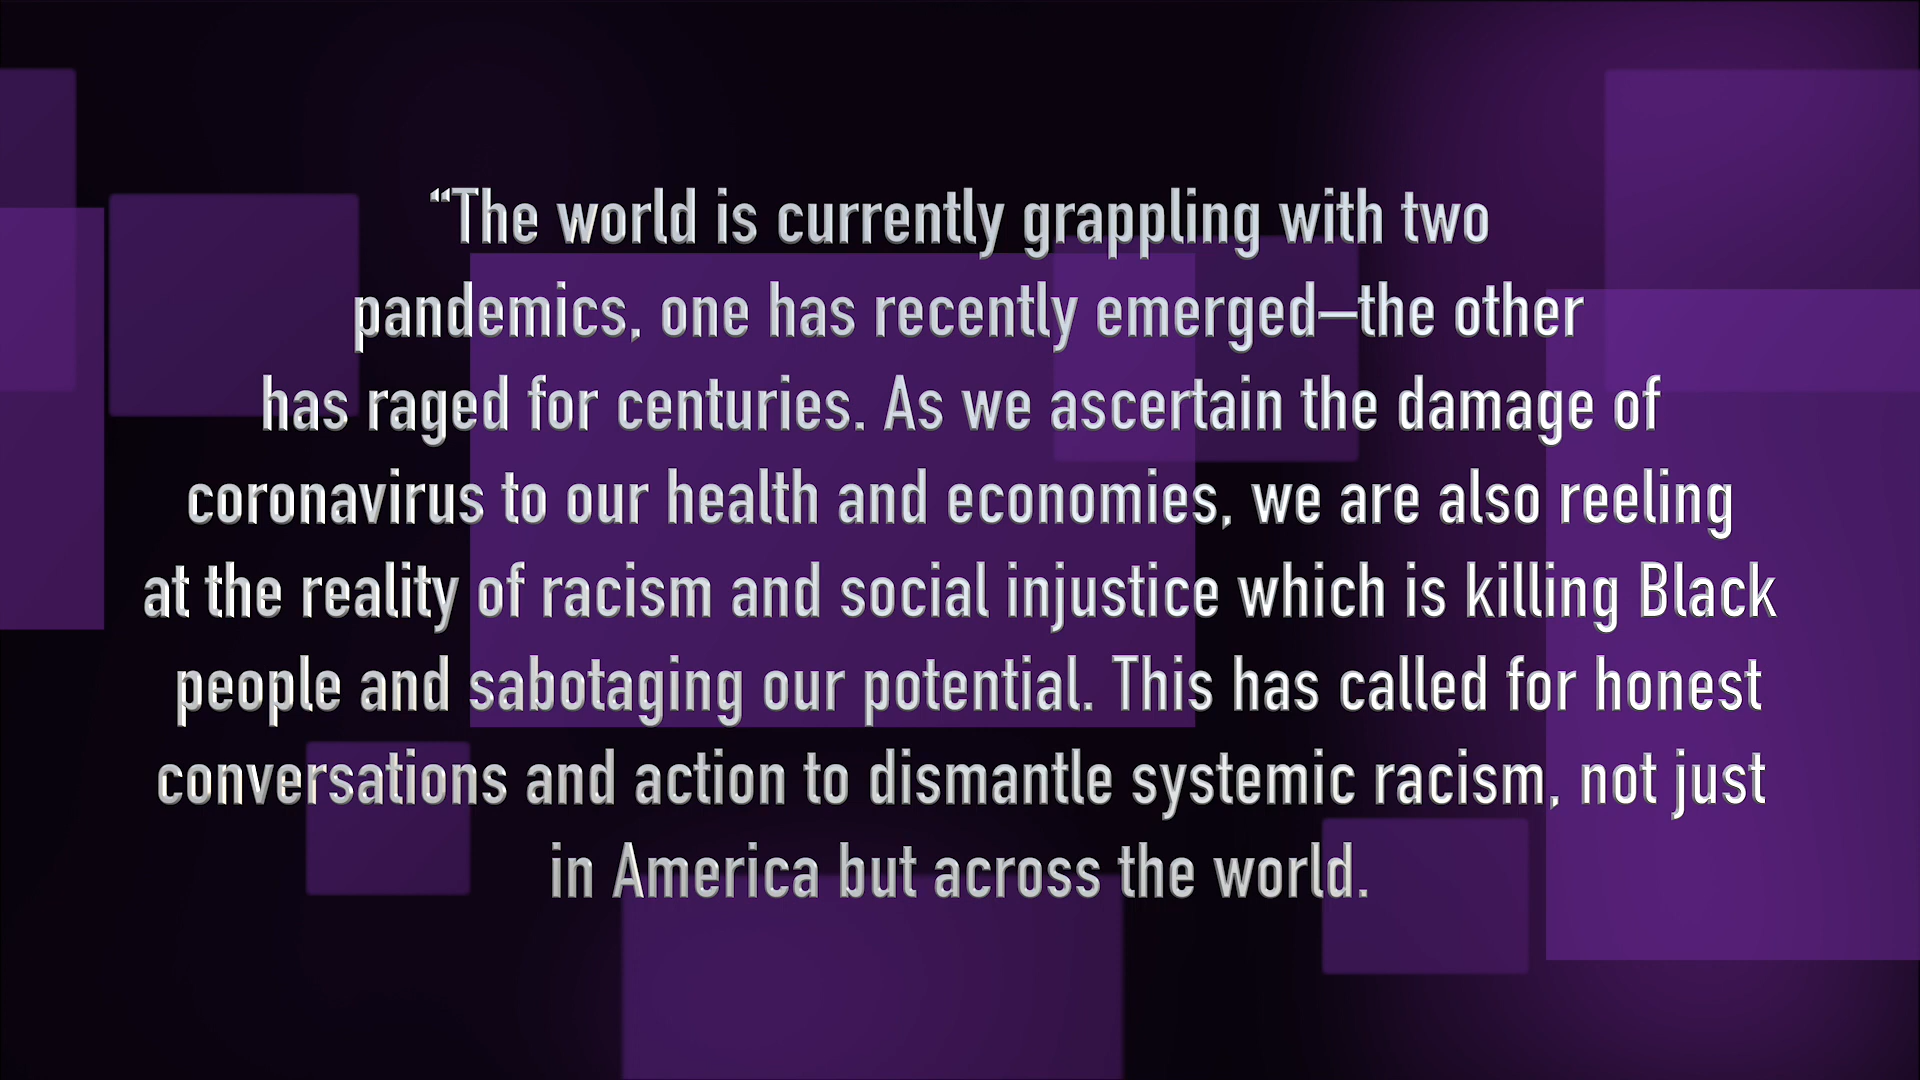 “The world is currently grappling with two
pandemics, one has recently emerged–the other
has raged for centuries. As we ascertain the damage of
coronavirus to our health and economies, we are also reeling
at the reality of racism and social injustice which is killing Black
people and sabotaging our potential. This has called for honest
conversations and action to dismantle systemic racism, not just
in America but across the world.